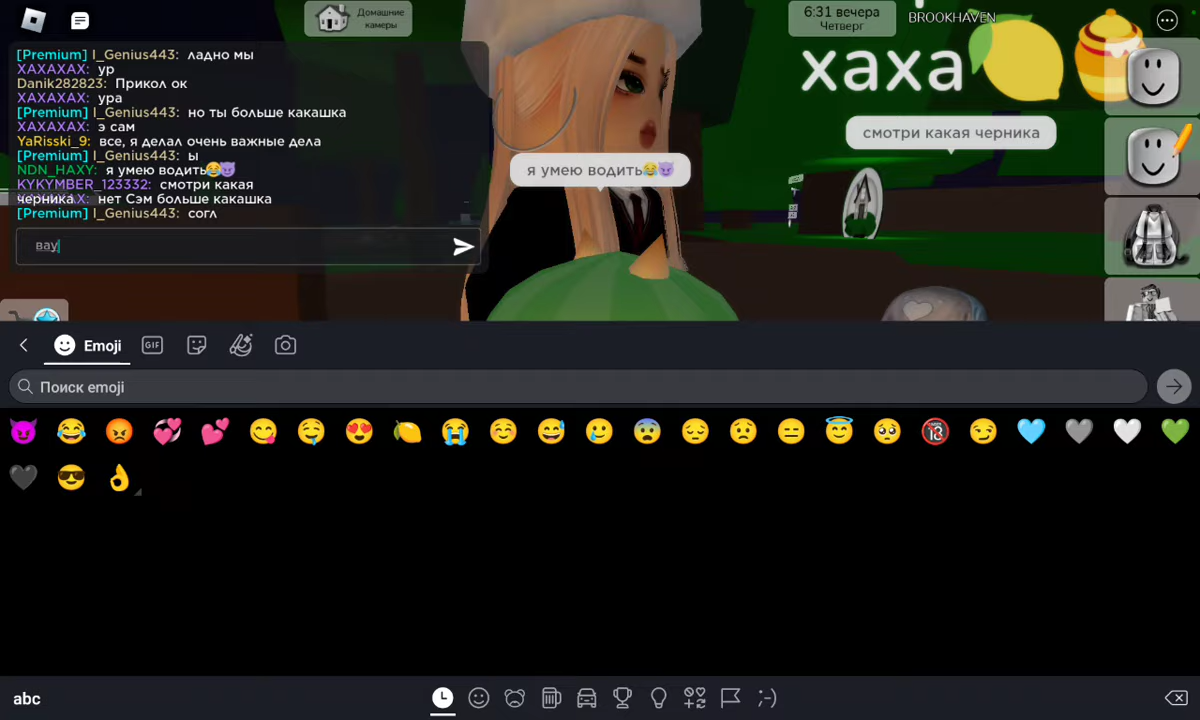 Домашние
камеры
6:31 вечера
Четверг
BROOKHAVEN
[Premium] I_Genius443: ладно мы
XAXAXAX: ур
Danik282823: Прикол ок
XAXAXAX: ура
[Premium] I_Genius443: но ты больше какашка
XAXAXAX: э сам
YaRisski_9: все, я делал очень важные дела
[Premium] I_Genius443: ы
NDN_HAXY: я умею водить😂😈
KYKYMBER_123332: смотри какая
черника
XAXAXAX: нет Сэм больше какашка
[Premium] I_Genius443: согл
вау
хаха🍋🍯
смотри какая черника
я умею водить😂😈
Emoji
GIF
Поиск emoji
abc